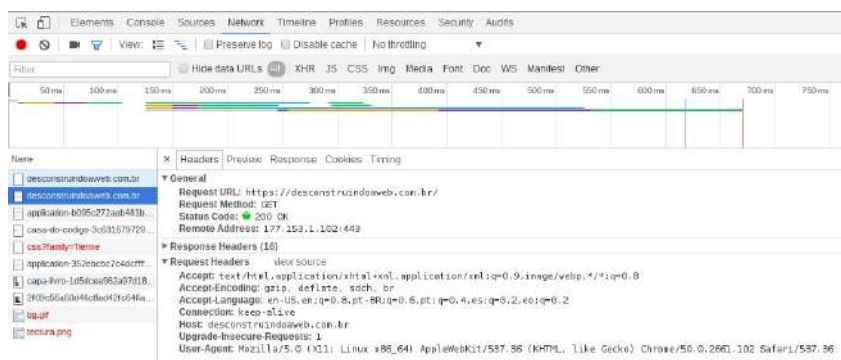 Elements Console Sources Network Timeline Profiles Resources Security Audits
View: Preserve log Disable cache No throttling
Filter Hide data URLs All XHR JS CSS Img Media Font Doc WS Manifest Other
50 ms 100 ms 150 ms 200 ms 250 ms 300 ms 350 ms 400 ms 450 ms 500 ms 550 ms 600 ms 650 ms 700 ms 750 ms
Name × Headers Preview Response Cookies Timing
desconstruindoaweb.com.br
desconstruindoaweb.com.br
casa-do-codigo-3c631679729...
css?family=Tienne
bg.gif
tectura.png
▼ General
Request URL: https://desconstruindoaweb.com.br/
Request Method: GET
Status Code: 200 OK
Remote Address: 177.153.1.102:443
► Response Headers (16)
▼ Request Headers view source
Accept: text/html,application/xhtml+xml,application/xml;q=0.9,image/webp,*/*;q=0.8
Accept-Encoding: gzip, deflate, sdch, br
Accept-Language: en-US,en;q=0.8,pt-BR;q=0.6,pt;q=0.4,es;q=0.2,eo;q=0.2
Connection: keep-alive
Host: desconstruindoaweb.com.br
Upgrade-Insecure-Requests: 1
User-Agent: Mozilla/5.0 (X11; Linux x86_64) AppleWebKit/537.36 (KHTML, like Gecko) Chrome/50.0.2661.102 Safari/537.36